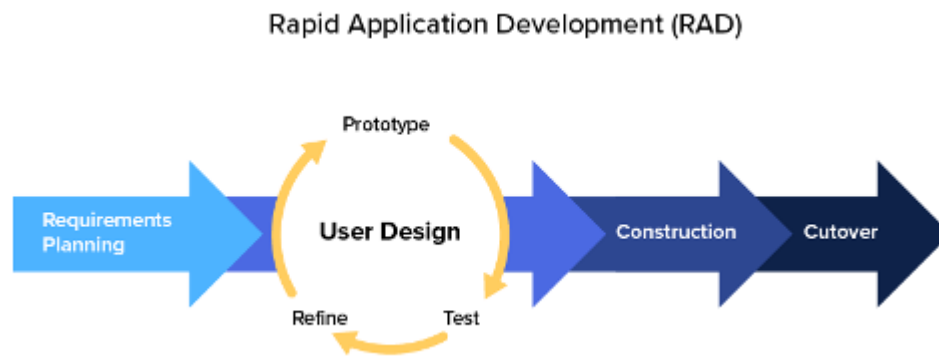 Rapid Application Development (RAD)
Prototype
Requirements
Planning
User Design
Construction
Cutover
Refine
Test